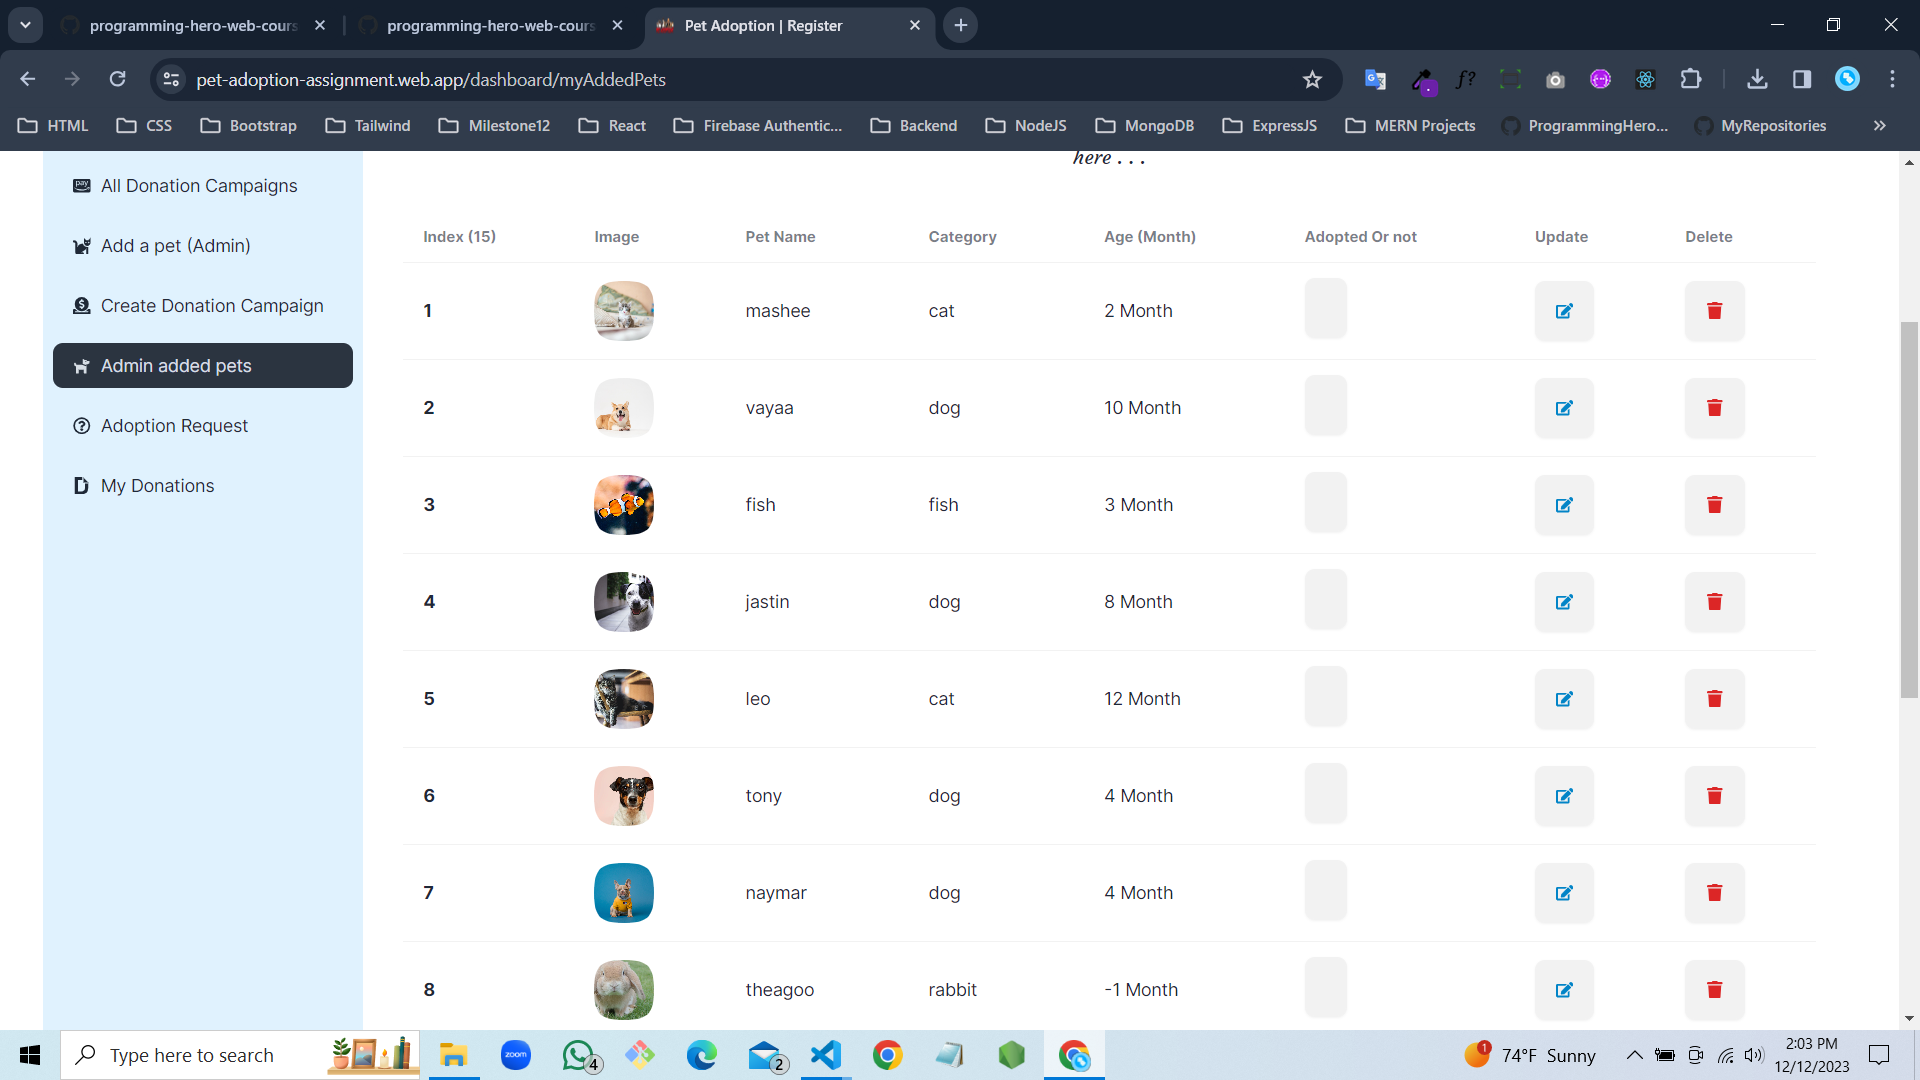 programming-hero-web-cours
programming-hero-web-cours
Pet Adoption | Register
pet-adoption-assignment.web.app/dashboard/myAddedPets
HTML CSS Bootstrap Tailwind Milestone12 React Firebase Authentic... Backend NodeJS MongoDB ExpressJS MERN Projects ProgrammingHero... MyRepositories
here . . .
All Donation Campaigns
Add a pet (Admin)
Create Donation Campaign
Admin added pets
Adoption Request
My Donations
Index (15) Image Pet Name Category Age (Month) Adopted Or not Update Delete
1 mashee cat 2 Month
2 vayaa dog 10 Month
3 fish fish 3 Month
4 jastin dog 8 Month
5 leo cat 12 Month
6 tony dog 4 Month
7 naymar dog 4 Month
8 theagoo rabbit -1 Month
Type here to search
zoom
4
2
1
74°F Sunny
2:03 PM
12/12/2023